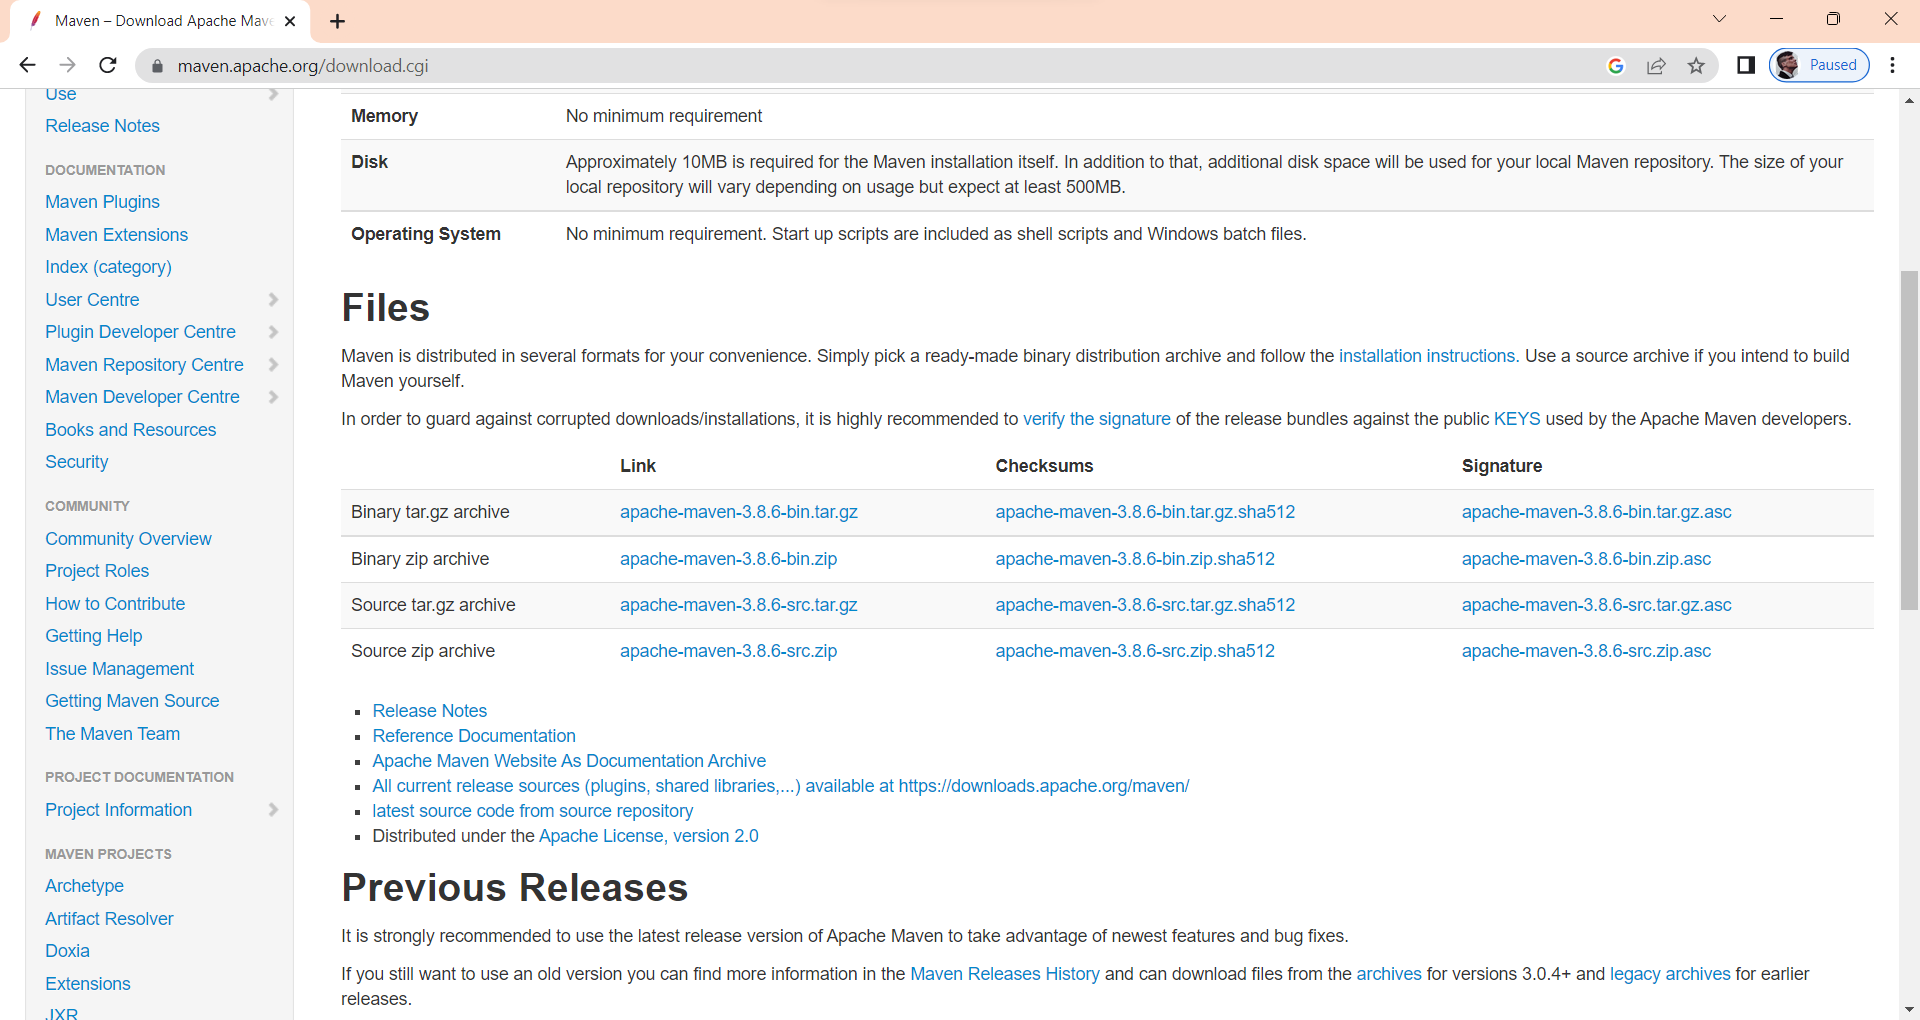 Maven – Download Apache Mave
maven.apache.org/download.cgi
Paused
Use
Release Notes
DOCUMENTATION
Maven Plugins
Maven Extensions
Index (category)
User Centre
Plugin Developer Centre
Maven Repository Centre
Maven Developer Centre
Books and Resources
Security
COMMUNITY
Community Overview
Project Roles
How to Contribute
Getting Help
Issue Management
Getting Maven Source
The Maven Team
PROJECT DOCUMENTATION
Project Information
MAVEN PROJECTS
Archetype
Artifact Resolver
Doxia
Extensions
JXR
Memory No minimum requirement
Disk Approximately 10MB is required for the Maven installation itself. In addition to that, additional disk space will be used for your local Maven repository. The size of your
local repository will vary depending on usage but expect at least 500MB.
Operating System No minimum requirement. Start up scripts are included as shell scripts and Windows batch files.
Files
Maven is distributed in several formats for your convenience. Simply pick a ready-made binary distribution archive and follow the installation instructions. Use a source archive if you intend to build
Maven yourself.
In order to guard against corrupted downloads/installations, it is highly recommended to verify the signature of the release bundles against the public KEYS used by the Apache Maven developers.
Link Checksums Signature
Binary tar.gz archive apache-maven-3.8.6-bin.tar.gz apache-maven-3.8.6-bin.tar.gz.sha512 apache-maven-3.8.6-bin.tar.gz.asc
Binary zip archive apache-maven-3.8.6-bin.zip apache-maven-3.8.6-bin.zip.sha512 apache-maven-3.8.6-bin.zip.asc
Source tar.gz archive apache-maven-3.8.6-src.tar.gz apache-maven-3.8.6-src.tar.gz.sha512 apache-maven-3.8.6-src.tar.gz.asc
Source zip archive apache-maven-3.8.6-src.zip apache-maven-3.8.6-src.zip.sha512 apache-maven-3.8.6-src.zip.asc
Release Notes
Reference Documentation
Apache Maven Website As Documentation Archive
All current release sources (plugins, shared libraries,...) available at https://downloads.apache.org/maven/
latest source code from source repository
Distributed under the Apache License, version 2.0
Previous Releases
It is strongly recommended to use the latest release version of Apache Maven to take advantage of newest features and bug fixes.
If you still want to use an old version you can find more information in the Maven Releases History and can download files from the archives for versions 3.0.4+ and legacy archives for earlier
releases.